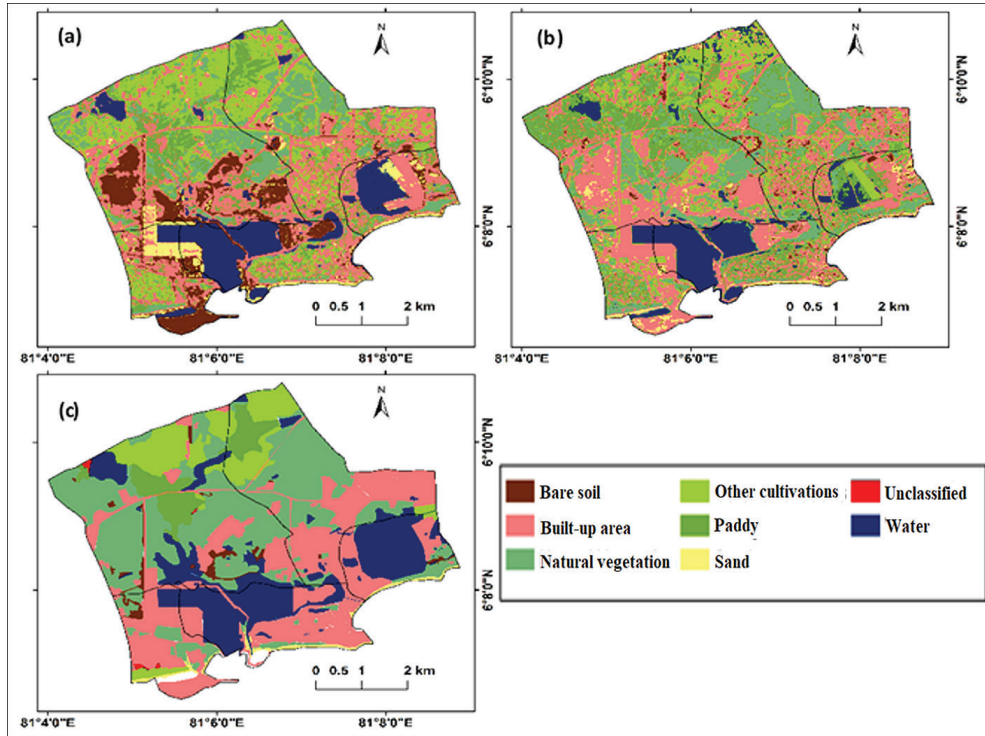 (a)
N
6°10'0"N
6°8'0"N
0 0.5 1 2 km
81°4'0"E 81°6'0"E 81°8'0"E
(b)
N
6°10'0"N
6°8'0"N
0 0.5 1 2 km
81°4'0"E 81°6'0"E 81°8'0"E
(c)
N
6°10'0"N
6°8'0"N
0 0.5 1 2 km
81°4'0"E 81°6'0"E 81°8'0"E
Bare soil
Built-up area
Natural vegetation
Other cultivations
Paddy
Sand
Unclassified
Water